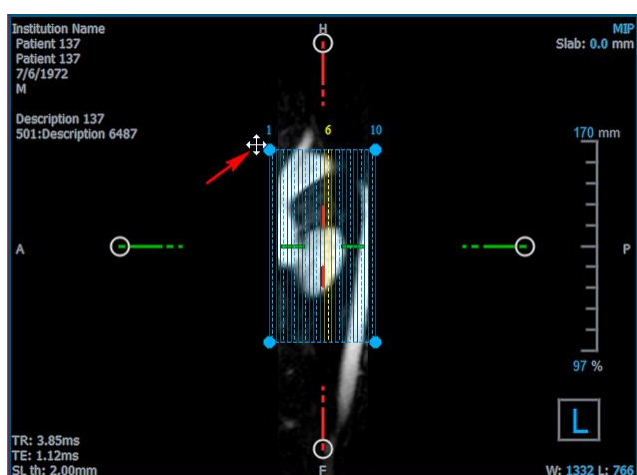 Institution Name
Patient 137
Patient 137
7/6/1972
M
Description 137
501:Description 6487
H
MIP
Slab: 0.0 mm
1 6 10
170 mm
A
P
97 %
L
TR: 3.85ms
TE: 1.12ms
SL th: 2.00mm
F
W: 1332 L: 766